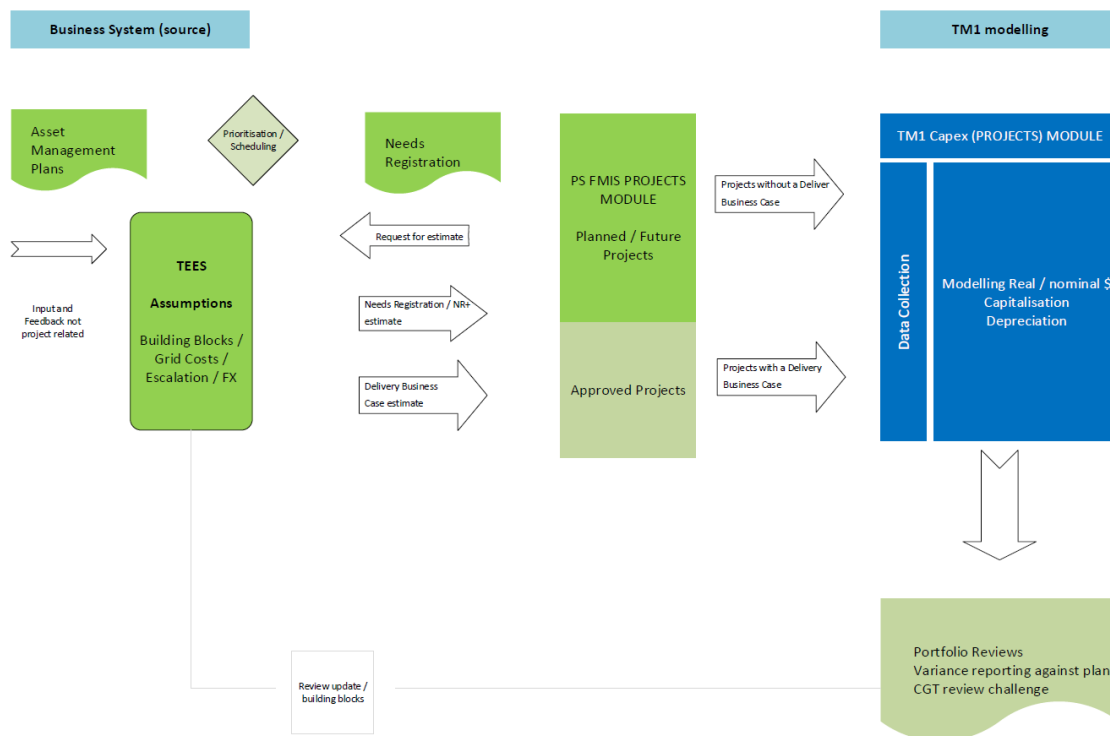 Business System (source)
TM1 modelling
Asset
Management
Plans
Prioritisation /
Scheduling
Needs
Registration
PS FMIS PROJECTS
MODULE
Planned / Future
Projects
Approved Projects
Projects without a Deliver
Business Case
TM1 Capex (PROJECTS) MODULE
Data Collection
Modelling Real / nominal $
Capitalisation
Depreciation
TEES
Assumptions
Building Blocks /
Grid Costs /
Escalation / FX
Request for estimate
Input and
Feedback not
project related
Needs Registration / NR+
estimate
Delivery Business
Case estimate
Projects with a Delivery
Business Case
Portfolio Reviews
Variance reporting against plan
CGT review challenge
Review update /
building blocks